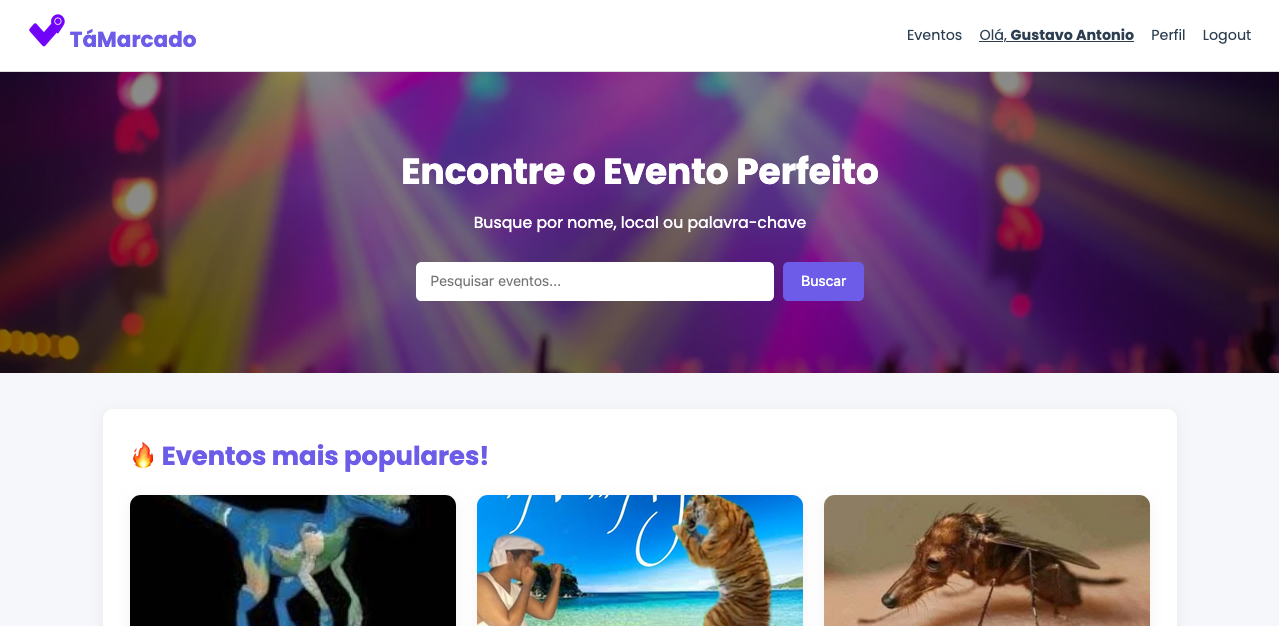 TáMarcado
Eventos Olá, Gustavo Antonio Perfil Logout
Encontre o Evento Perfeito
Busque por nome, local ou palavra-chave
Pesquisar eventos...
Buscar
🔥 Eventos mais populares!